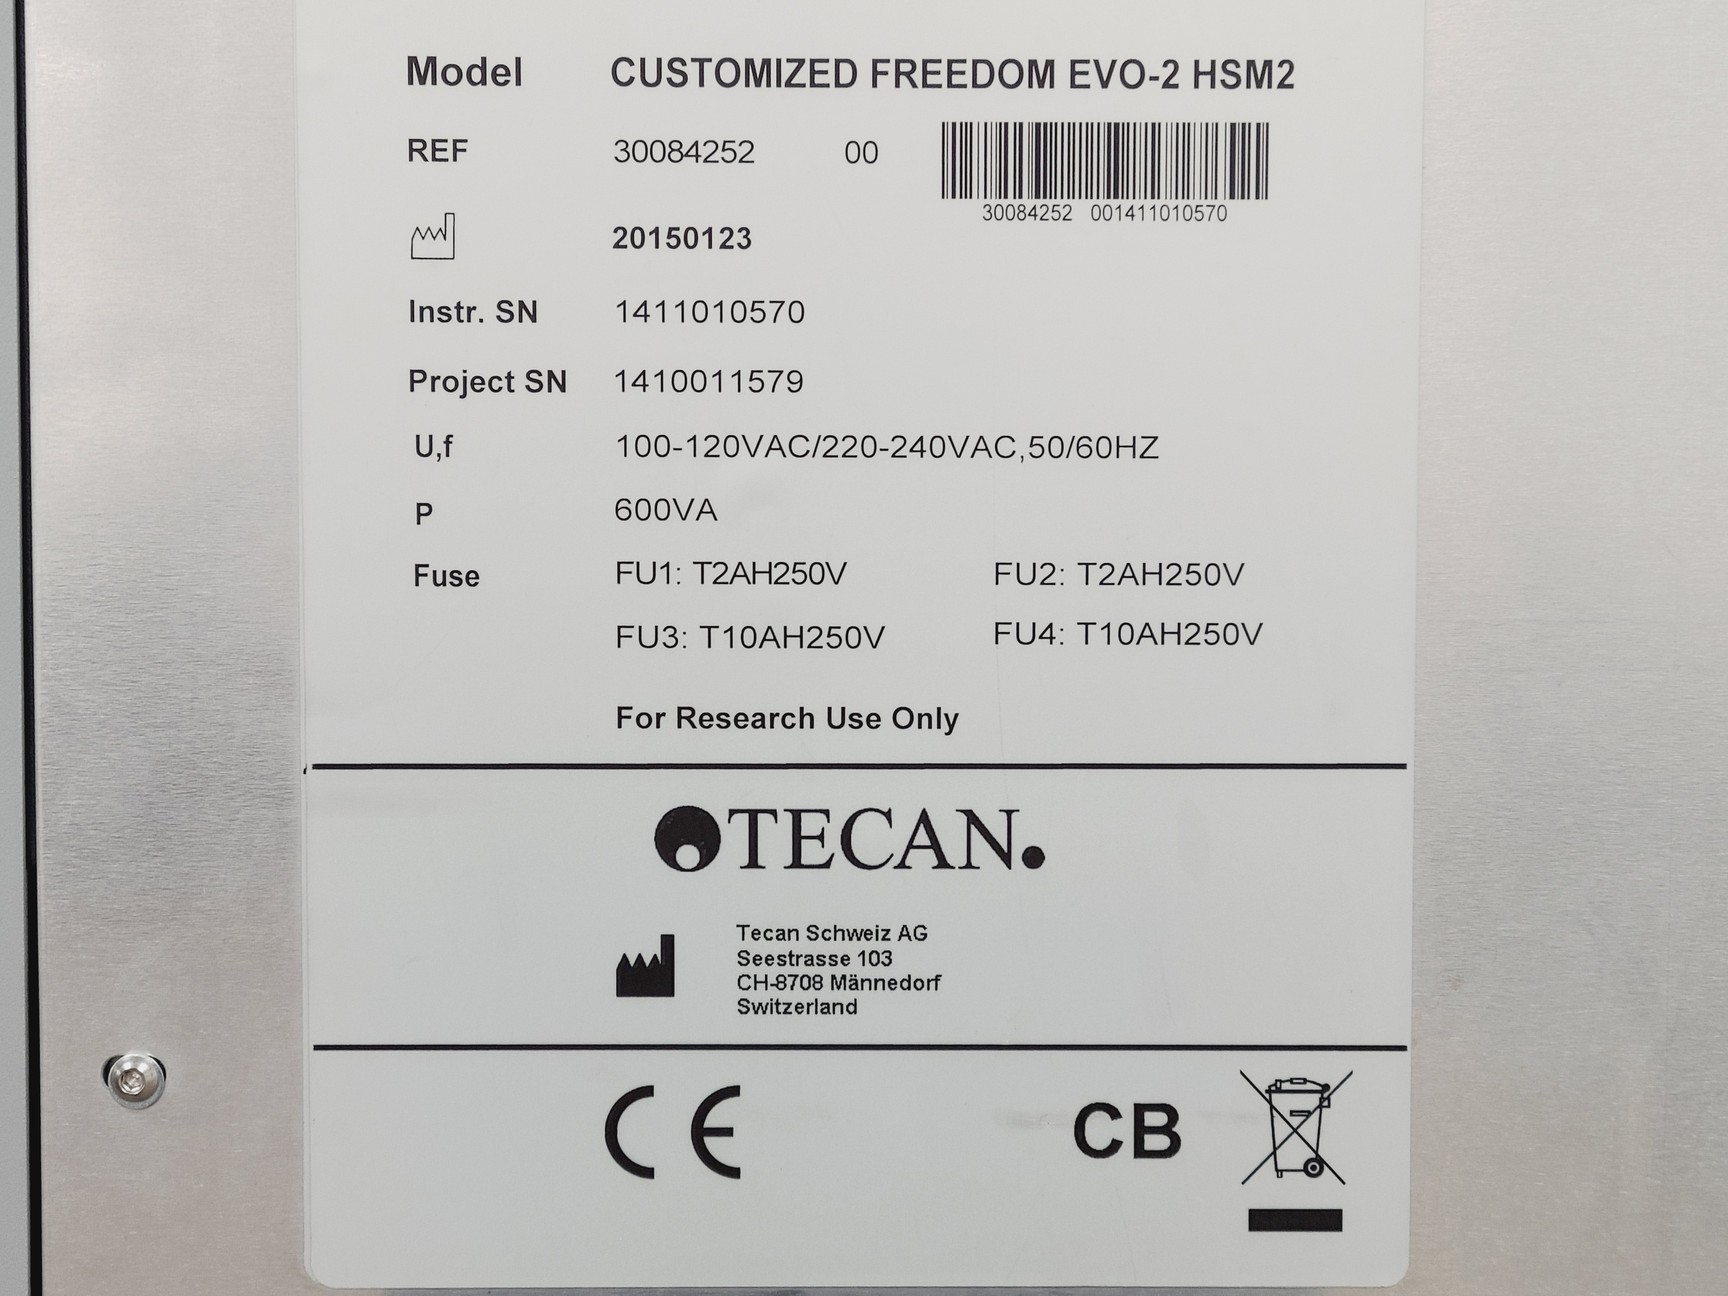 Model CUSTOMIZED FREEDOM EVO-2 HSM2
REF 30084252 00
30084252 001411010570
20150123
Instr. SN 1411010570
Project SN 1410011579
U,f 100-120VAC/220-240VAC,50/60HZ
P 600VA
Fuse FU1: T2AH250V FU2: T2AH250V
FU3: T10AH250V FU4: T10AH250V
For Research Use Only
TECAN.
Tecan Schweiz AG
Seestrasse 103
CH-8708 Männedorf
Switzerland
CE CB